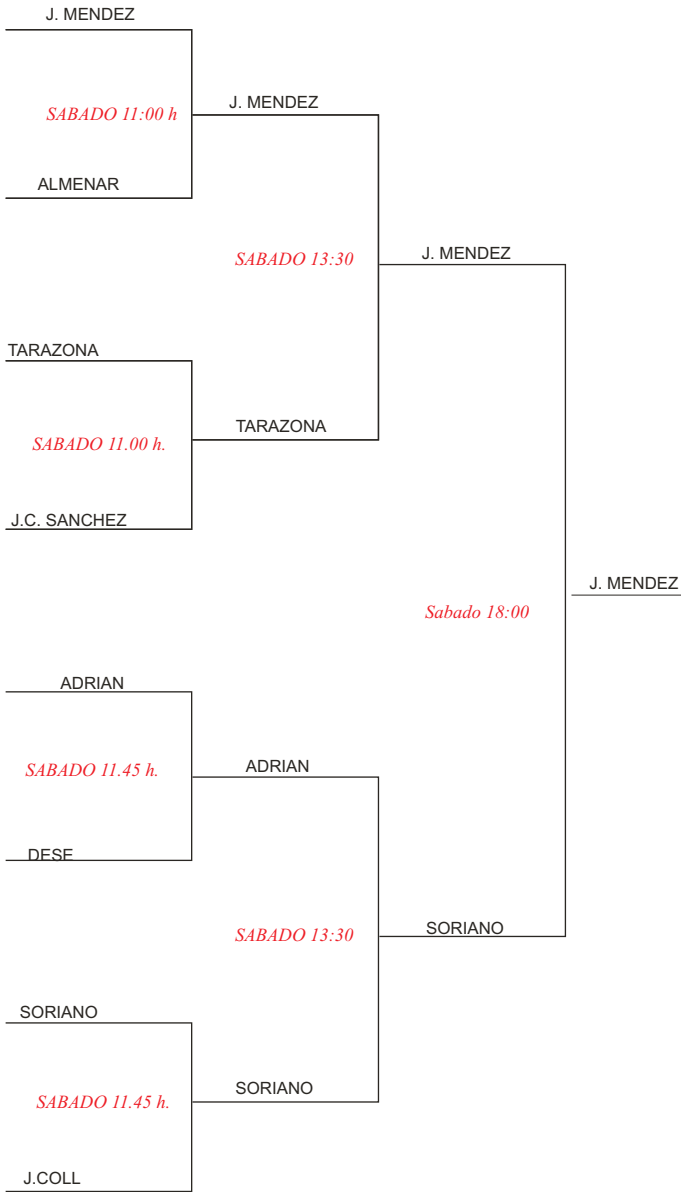 J. MENDEZ
SABADO 11:00 h
J. MENDEZ
ALMENAR
SABADO 13:30
J. MENDEZ
TARAZONA
SABADO 11.00 h.
TARAZONA
J.C. SANCHEZ
J. MENDEZ
Sabado 18:00
ADRIAN
SABADO 11.45 h.
ADRIAN
DESE
SABADO 13:30
SORIANO
SORIANO
SABADO 11.45 h.
SORIANO
J.COLL